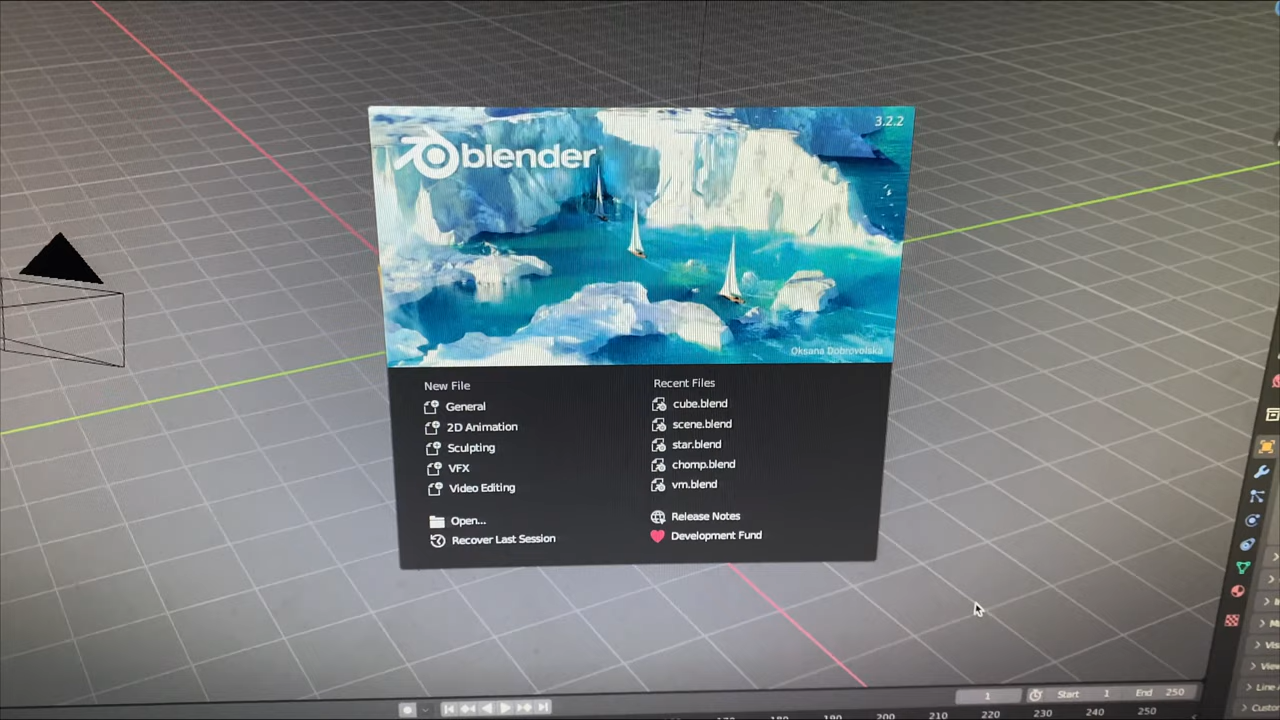 3.2.2
blender
Oksana Dobrovolska
New File
General
2D Animation
Sculpting
VFX
Video Editing
Open...
Recover Last Session
Recent Files
cube.blend
scene.blend
star.blend
chomp.blend
vm.blend
Release Notes
Development Fund
1
Start 1
End 250
200 210 220 230 240 250